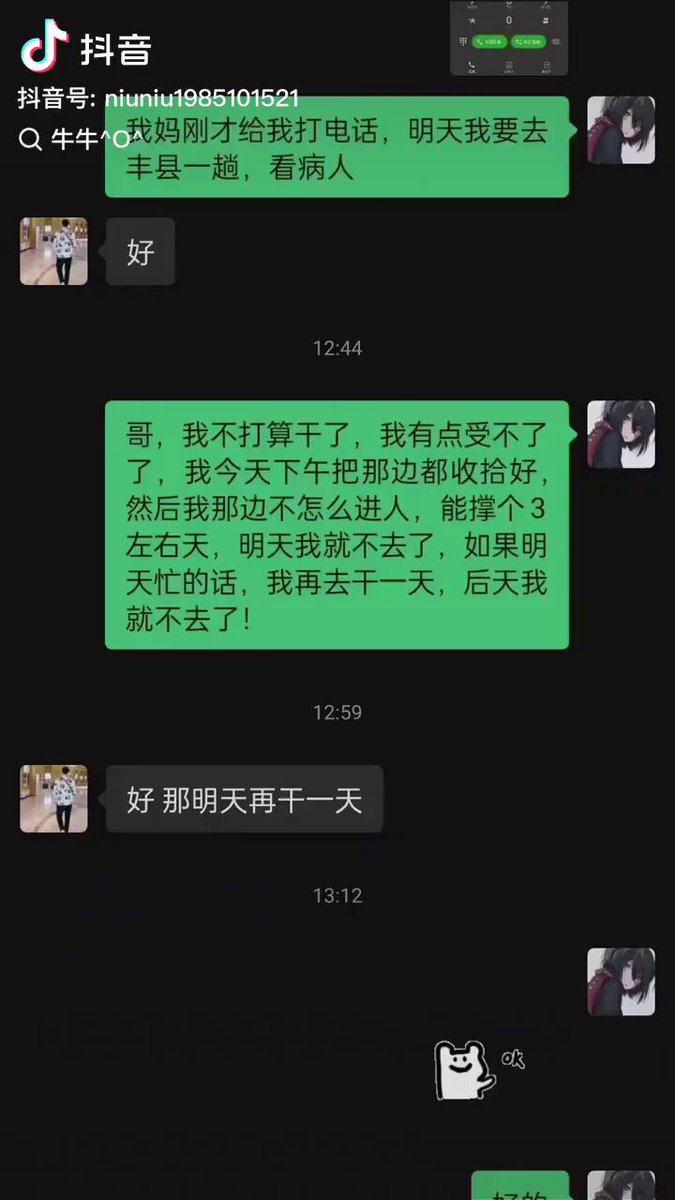 抖音
抖音号: niuniu1985101521
牛牛^O^
我妈刚才给我打电话，明天我要去
丰县一趟，看病人
好
12:44
哥，我不打算干了，我有点受不了
了，我今天下午把那边都收拾好，
然后我那边不怎么进人，能撑个3
左右天，明天我就不去了，如果明
天忙的话，我再去干一天，后天我
就不去了！
12:59
好 那明天再干一天
13:12
ok
好的